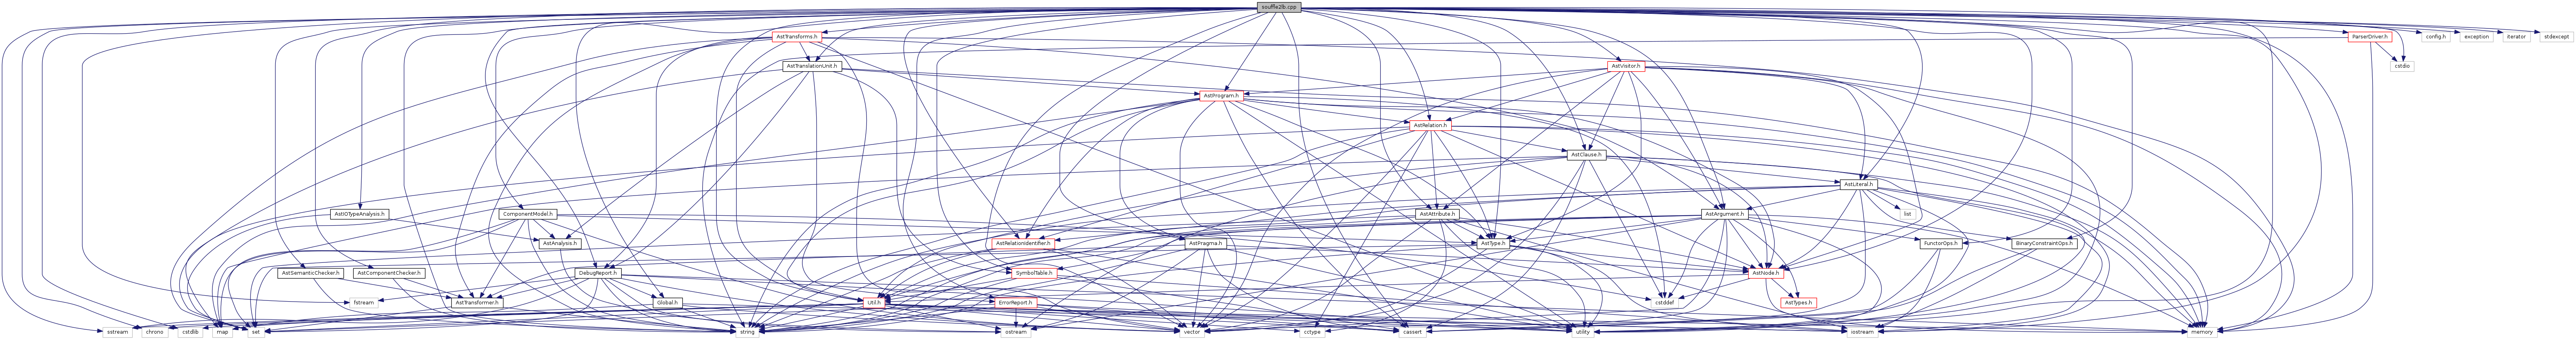 souffle2lb.cpp
AstTransforms.h
ParserDriver.h
config.h
exception
iterator
stdexcept
AstTranslationUnit.h
AstVisitor.h
cstdio
AstProgram.h
AstRelation.h
AstClause.h
AstLiteral.h
AstIOTypeAnalysis.h
ComponentModel.h
AstAttribute.h
AstArgument.h
list
AstAnalysis.h
AstRelationIdentifier.h
AstPragma.h
AstType.h
FunctorOps.h
BinaryConstraintOps.h
AstSemanticChecker.h
AstComponentChecker.h
DebugReport.h
SymbolTable.h
AstNode.h
fstream
AstTransformer.h
Global.h
Util.h
ErrorReport.h
cstddef
AstTypes.h
sstream
chrono
cstdlib
map
set
string
ostream
vector
cctype
cassert
utility
iostream
memory